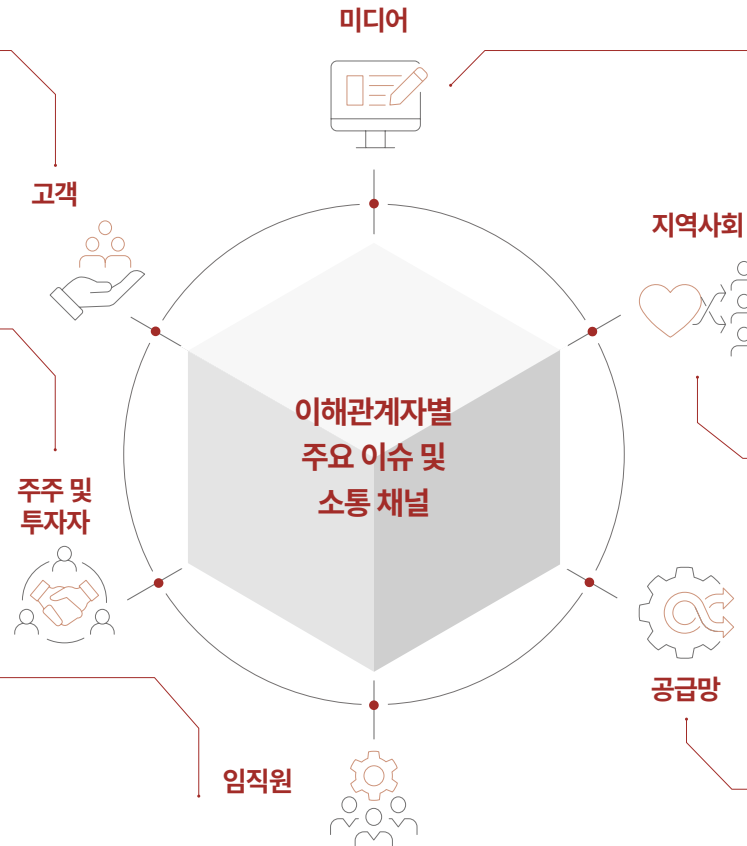 미디어
고객
지역사회
이해관계자별
주요 이슈 및
소통 채널
주주 및
투자자
공급망
임직원